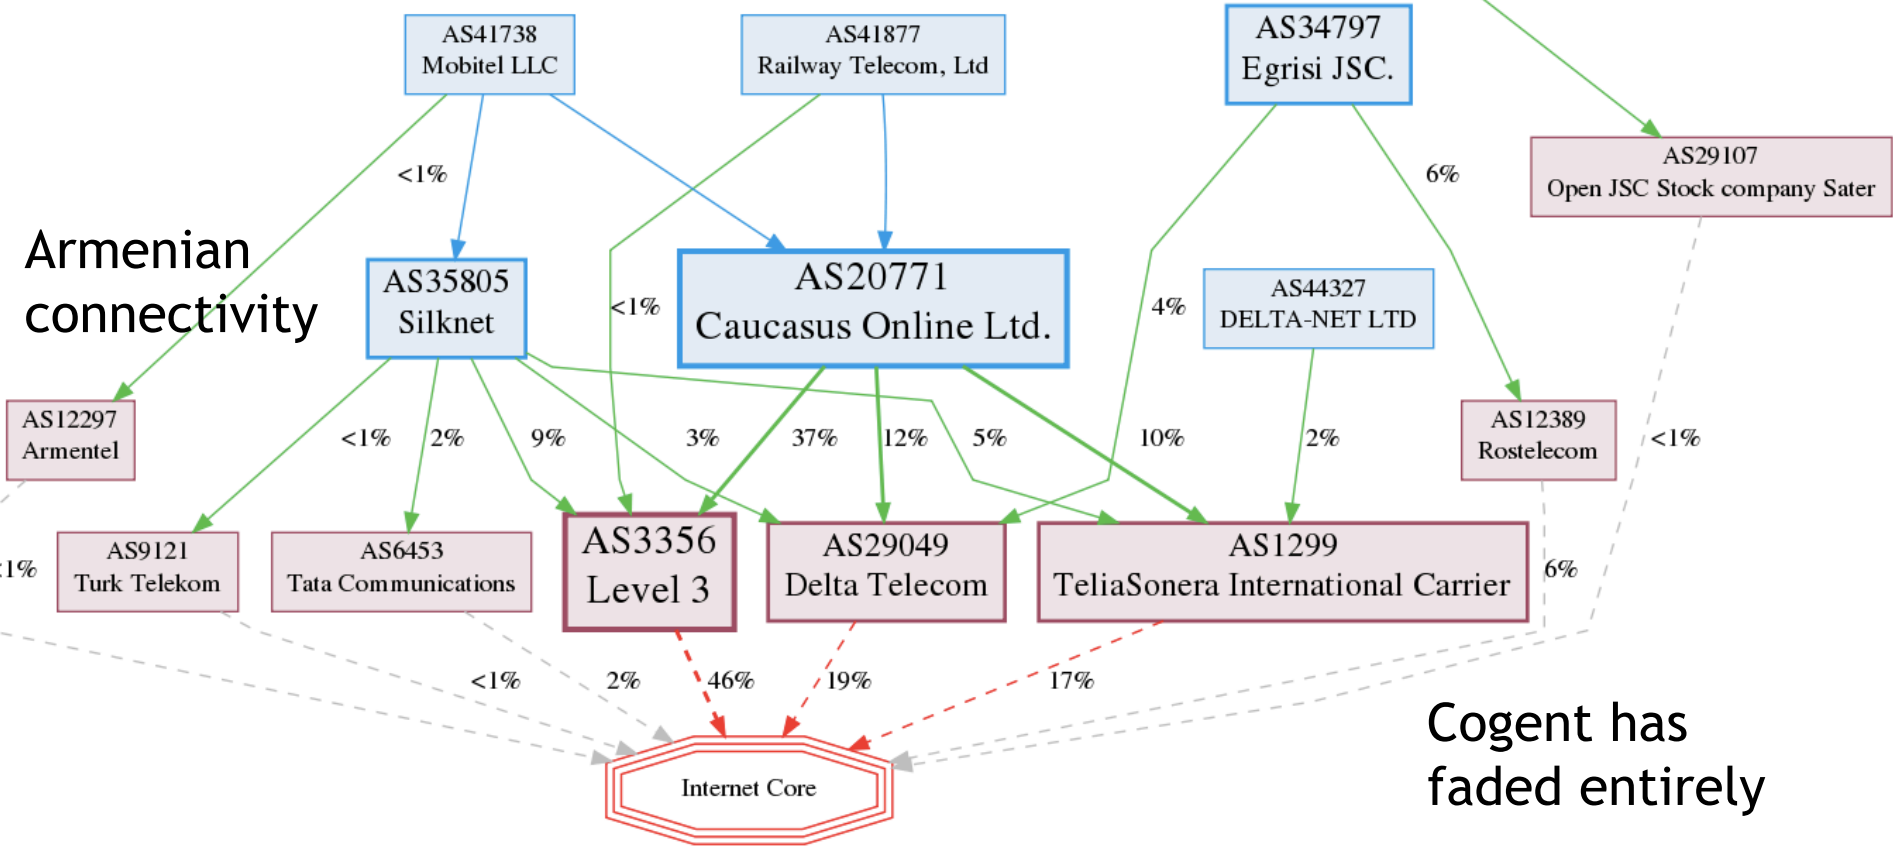 AS41738
Mobitel LLC
AS41877
Railway Telecom, Ltd
AS34797
Egrisi JSC.
AS29107
Open JSC Stock company Sater
<1%
6%
Armenian
connectivity
AS35805
Silknet
<1%
AS20771
Caucasus Online Ltd.
4%
AS44327
DELTA-NET LTD
AS12297
Armentel
<1%
2%
9%
3%
37%
12%
5%
10%
2%
AS12389
Rostelecom
<1%
AS9121
Turk Telekom
AS6453
Tata Communications
AS3356
Level 3
AS29049
Delta Telecom
AS1299
TeliaSonera International Carrier
6%
1%
<1%
2%
46%
19%
17%
Internet Core
Cogent has
faded entirely